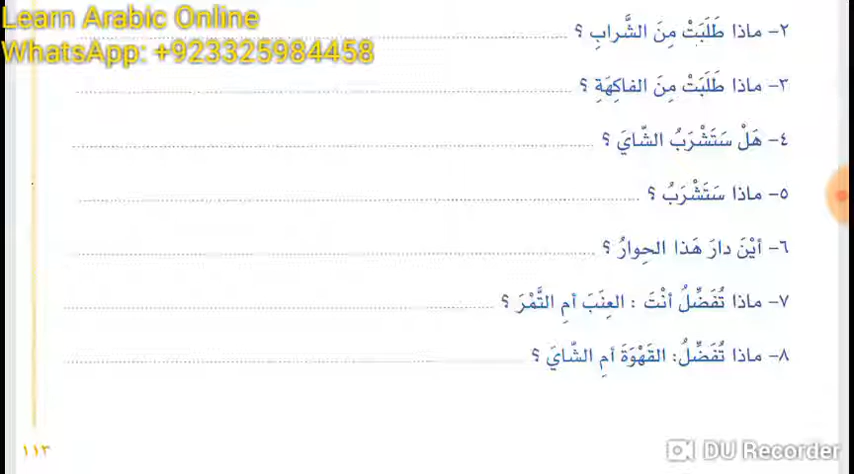 Learn Arabic Online
WhatsApp: +923325984458
٢- ماذا طَلَبَتْ مِنَ الشَّرابِ ؟
٣- ماذا طَلَبَتْ مِنَ الفاكِهَةِ ؟
٤- هَلْ سَتَشْرَبُ الشّايَ ؟
٥- ماذا سَتَشْرَبُ ؟
٦- أيْنَ دارَ هَذا الحِوارُ ؟
٧- ماذا تُفَضِّلُ أنْتَ : العِنَبَ أمِ التَّمْرَ ؟
٨- ماذا تُفَضِّلُ: القَهْوَةَ أمِ الشّايَ ؟
١١٣
DU Recorder